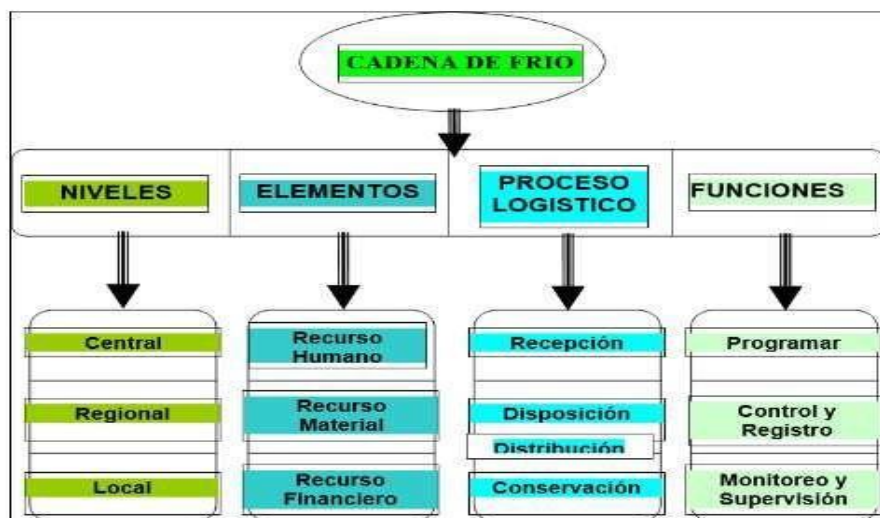 CADENA DE FRIO
NIVELES
ELEMENTOS
PROCESO
LOGISTICO
FUNCIONES
Central
Regional
Local
Recurso
Humano
Recurso
Material
Recurso
Financiero
Recepción
Disposición
Distribución
Conservación
Programar
Control y
Registro
Monitoreo y
Supervisión